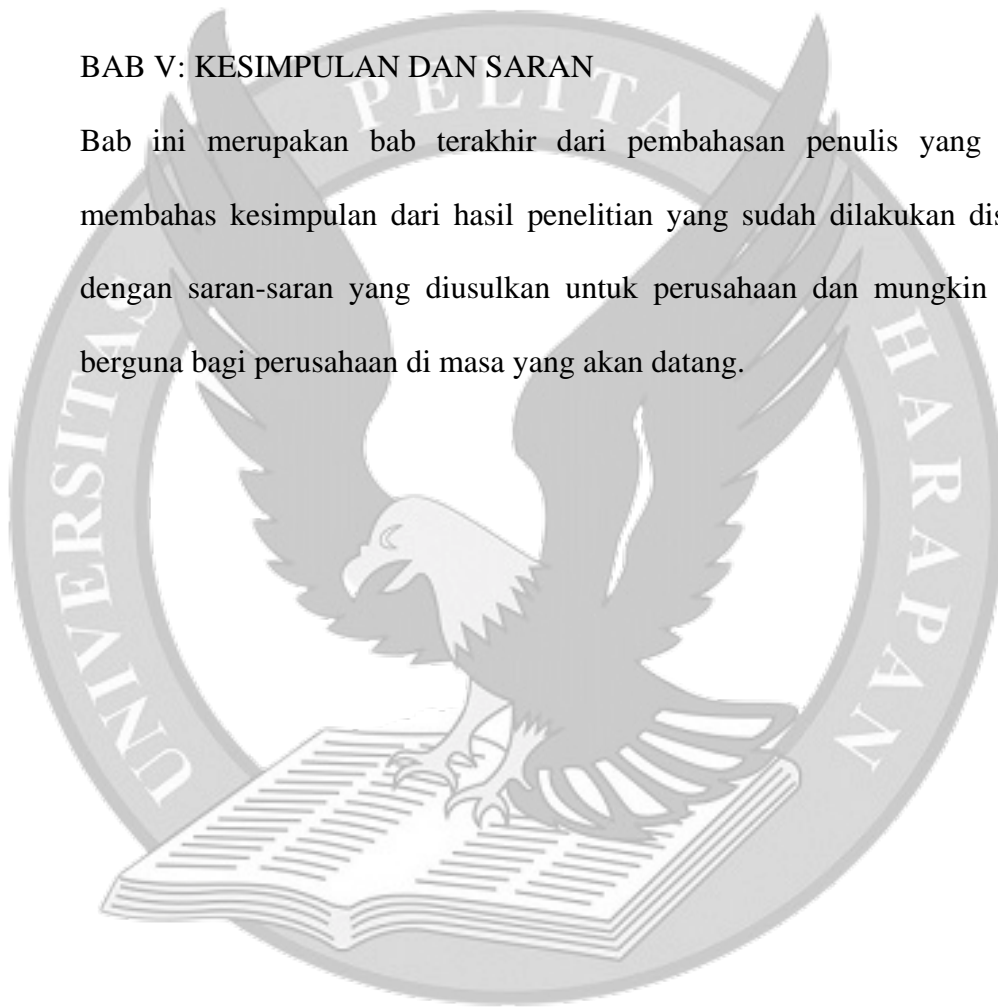 BAB V: KESIMPULAN DAN SARAN
Bab ini merupakan bab terakhir dari pembahasan penulis yang
membahas kesimpulan dari hasil penelitian yang sudah dilakukan
dengan saran-saran yang diusulkan untuk perusahaan dan mungkin
berguna bagi perusahaan di masa yang akan datang.
UNIVERSITAS PELITA HARAPAN